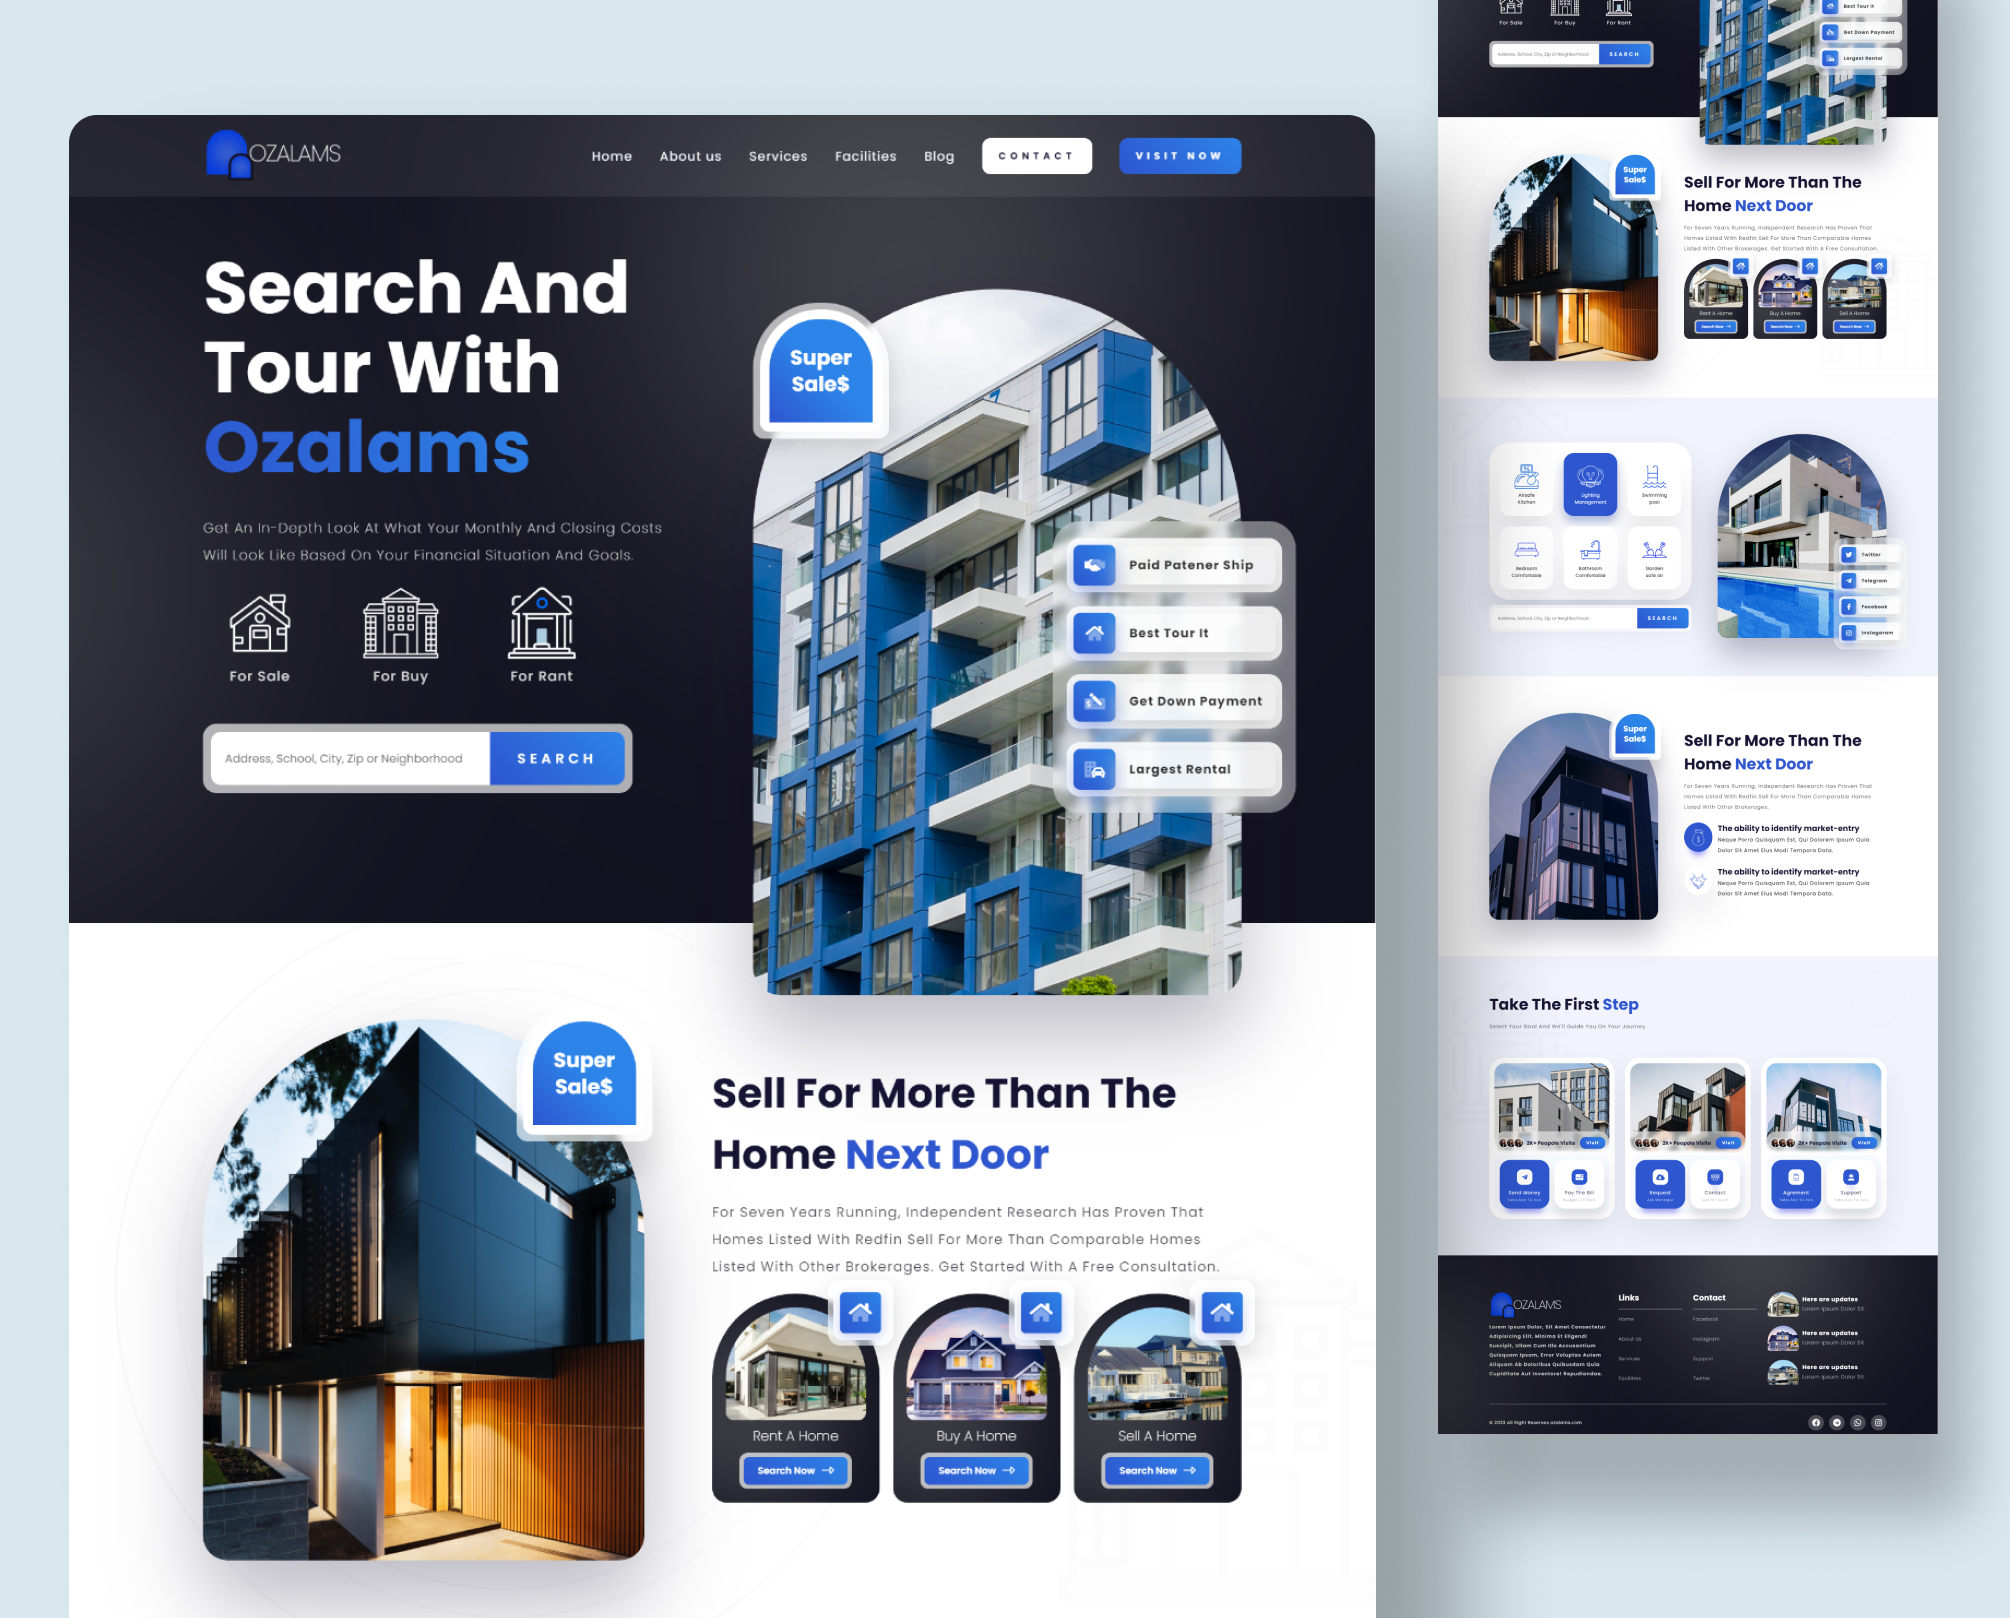 OZALAMS
Home About us Services Facilities Blog CONTACT VISIT NOW
Search And
Tour With
Ozalams
Get An In-Depth Look At What Your Monthly And Closing Costs
Will Look Like Based On Your Financial Situation And Goals.
For Sale For Buy For Rant
Address, School, City, Zip or Neighborhood SEARCH
Super
Sale$
Paid Patener Ship
Best Tour It
Get Down Payment
Largest Rental
Super
Sale$
Sell For More Than The
Home Next Door
For Seven Years Running, Independent Research Has Proven That
Homes Listed With Redfin Sell For More Than Comparable Homes
Listed With Other Brokerages. Get Started With A Free Consultation.
Rent A Home Buy A Home Sell A Home
Search Now Search Now Search Now
For Sale For Buy For Rant
Address, School, City, Zip or Neighborhood SEARCH
Best Tour It
Get Down Payment
Largest Rental
Super
Sale$
Sell For More Than The
Home Next Door
For Seven Years Running, Independent Research Has Proven That
Homes Listed With Redfin Sell For More Than Comparable Homes
Listed With Other Brokerages. Get Started With A Free Consultation.
Rent A Home Buy A Home Sell A Home
Search Now Search Now Search Now
Kitchen
Lighting
Management
Swimming
pool
Bedroom
Comfortable
Bathroom
Comfortable
safe air
Address, School, City, Zip or Neighborhood SEARCH
Twitter
Telegram
Facebook
Instagaram
Super
Sale$
Sell For More Than The
Home Next Door
For Seven Years Running, Independent Research Has Proven That
Homes Listed With Redfin Sell For More Than Comparable Homes
Listed With Other Brokerages.
The ability to identify market-entry
Neque Porro Quisquam Est, Qui Dolorem Ipsum Quia
Dolor Sit Amet Eius Modi Tempora Data.
The ability to identify market-entry
Neque Porro Quisquam Est, Qui Dolorem Ipsum Quia
Dolor Sit Amet Eius Modi Tempora Data.
Take The First Step
Select Your Goal And We'll Guide You On Your Journey.
2K+ Peopole Visite Visit
2K+ Peopole Visite Visit
2K+ Peopole Visite Visit
Send Money Pay The Bill
Request Contact
Agrement Support
OZALAMS
Lorem Ipsum Dolor, Sit Amet Consectetur
Adipisicing Elit. Minima Et Eligendi
Suscipit, Ullam Cum Illo Accusantium
Quisquam Ipsam, Error Voluptas Autem
Aliquam Ab Doloribus Quibusdam Quia
Cupiditate Aut Inventore! Repudiandae.
Links
Home
About Us
Services
Facilities
Contact
Facebook
Instagram
Support
Twitter
Here are updates
Lorem Ipsum Dolor Sit
Here are updates
Lorem Ipsum Dolor Sit
Here are updates
Lorem Ipsum Dolor Sit
© 2023 All Right Reserves ozalams.com